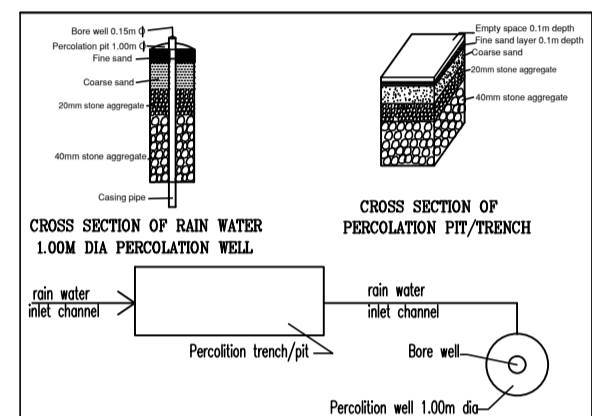 Bore well 0.15m ϕ
Percolation pit 1.00m ϕ
Fine sand
Coarse sand
20mm stone aggregate
40mm stone aggregate
Casing pipe
CROSS SECTION OF RAIN WATER
1.00M DIA PERCOLATION WELL
Empty space 0.1m depth
Fine sand layer 0.1m depth
Coarse sand
20mm stone aggregate
40mm stone aggregate
CROSS SECTION OF
PERCOLATION PIT/TRENCH
rain water
inlet channel
Percolition trench/pit
rain water
inlet channel
Bore well
Percolition well 1.00m dia